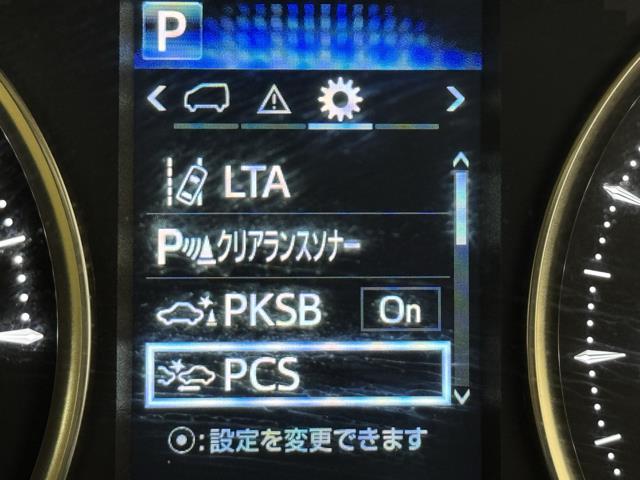 P
LTA
クリアランスソナー
PKSB On
PCS
:設定を変更できます